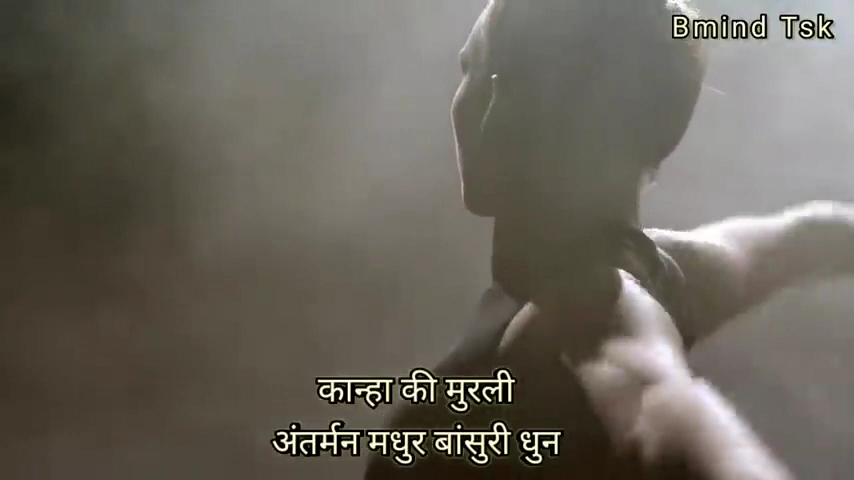 Bmind Tsk
कान्हा की मुरली
अंतर्मन मधुर बांसुरी धुन